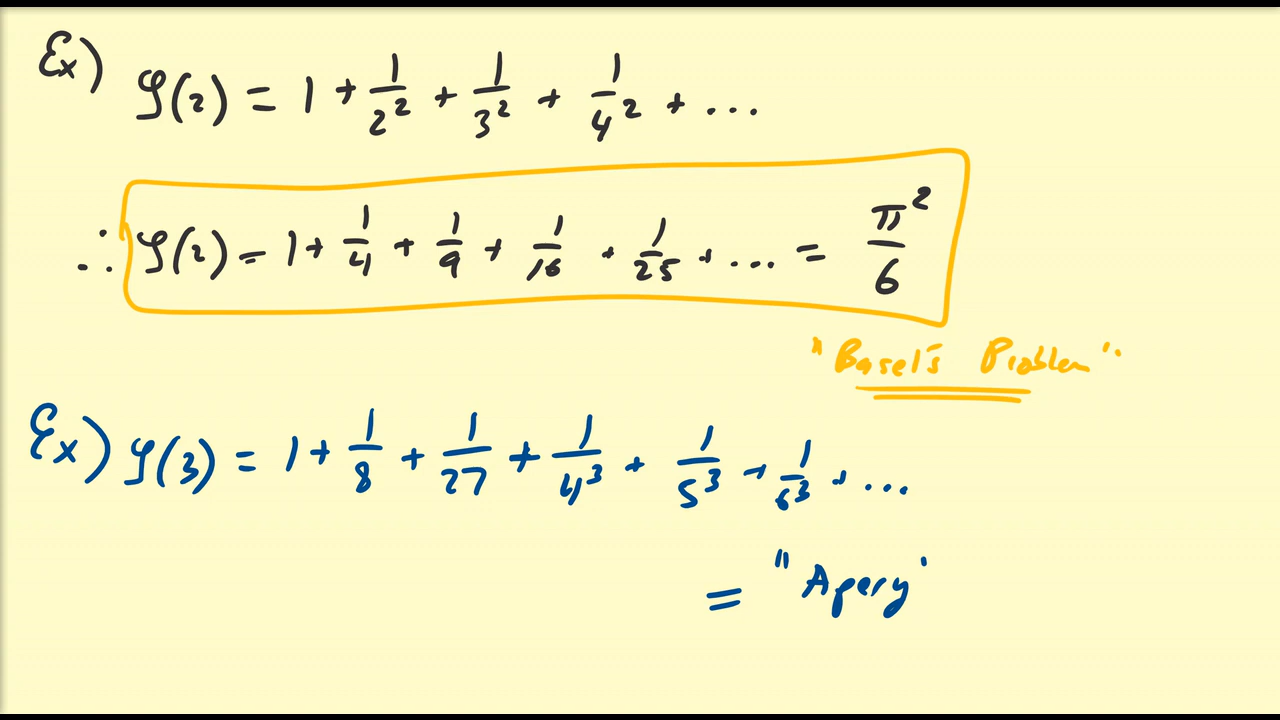 Ex) ζ(2) = 1 + 1/2² + 1/3² + 1/4² + ...
∴ ζ(2) = 1 + 1/4 + 1/9 + 1/16 + 1/25 + ... = π²/6
"Basel's Problem"
Ex) ζ(3) = 1 + 1/8 + 1/27 + 1/4³ + 1/5³ + 1/6³ + ...
= "Apery"